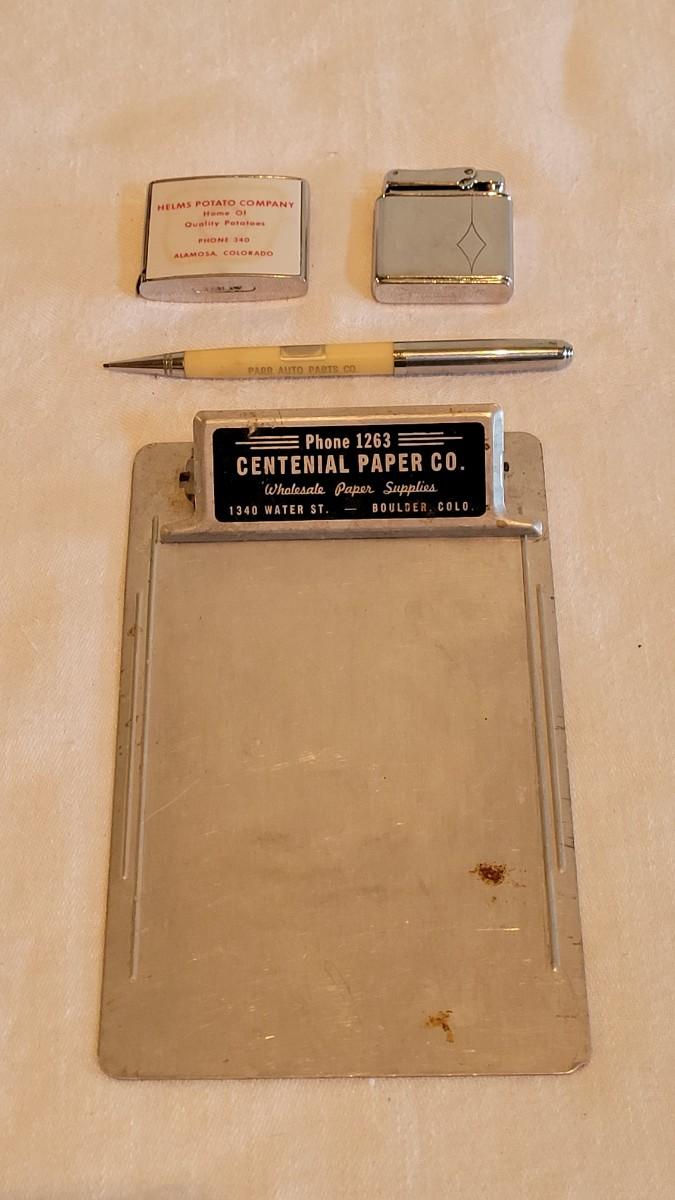 HELMS POTATO COMPANY
Home Of
Quality Potatoes
PHONE 340
ALAMOSA, COLORADO
PARR AUTO PARTS CO.
Phone 1263
CENTENIAL PAPER CO.
Wholesale Paper Supplies
1340 WATER ST. — BOULDER, COLO.